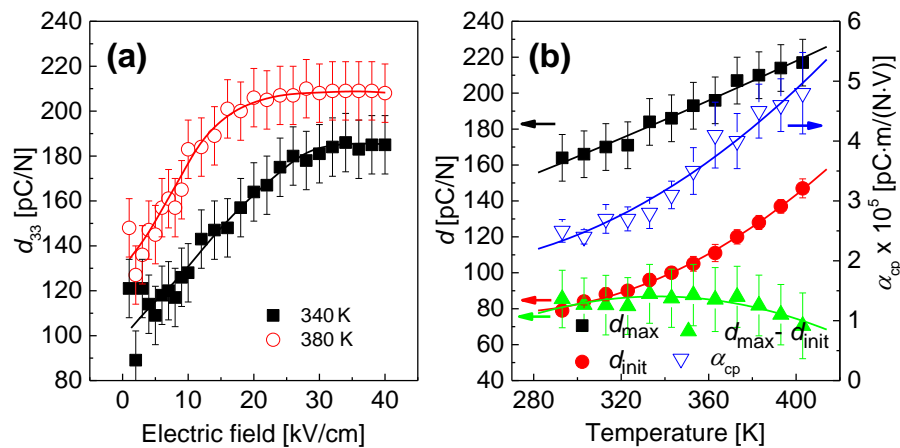 (a)
240
220
200
180
160
140
120
100
80
d33 [pC/N]
0
10
20
30
40
Electric field [kV/cm]
340 K
380 K
(b)
240
220
200
180
160
140
120
100
80
60
40
d [pC/N]
280
320
360
400
Temperature [K]
6
5
4
3
2
1
0
αcp x 10^5 [pC·m/(N·V)]
dmax
dmax- dinit
dinit
αcp